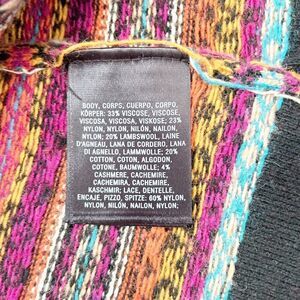 BODY, CORPS, CUERPO, CORPO,
KÖRPER: 33% VISCOSE, VISCOSE,
VISCOSA, VISCOSA, VISKOSE; 23%
NYLON, NYLON, NILÓN, NAILON,
NYLON; 20% LAMBSWOOL, LAINE
D'AGNEAU, LANA DE CORDERO, LANA
DI AGNELLO, LAMMWOLLE; 20%
COTTON, COTON, ALGODON,
COTONE, BAUMWOLLE; 4%
CASHMERE, CACHEMIRE,
CACHEMIRA, CACHEMIRE,
KASCHMIR; LACE, DENTELLE,
ENCAJE, PIZZO, SPITZE: 60% NYLON,
NYLON, NILÓN, NAILON, NYLON;